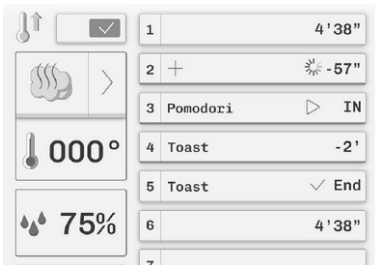 1 4’38”
2 + -57”
3 Pomodori IN
4 Toast -2’
5 Toast End
6 4’38”
7
000°
75%